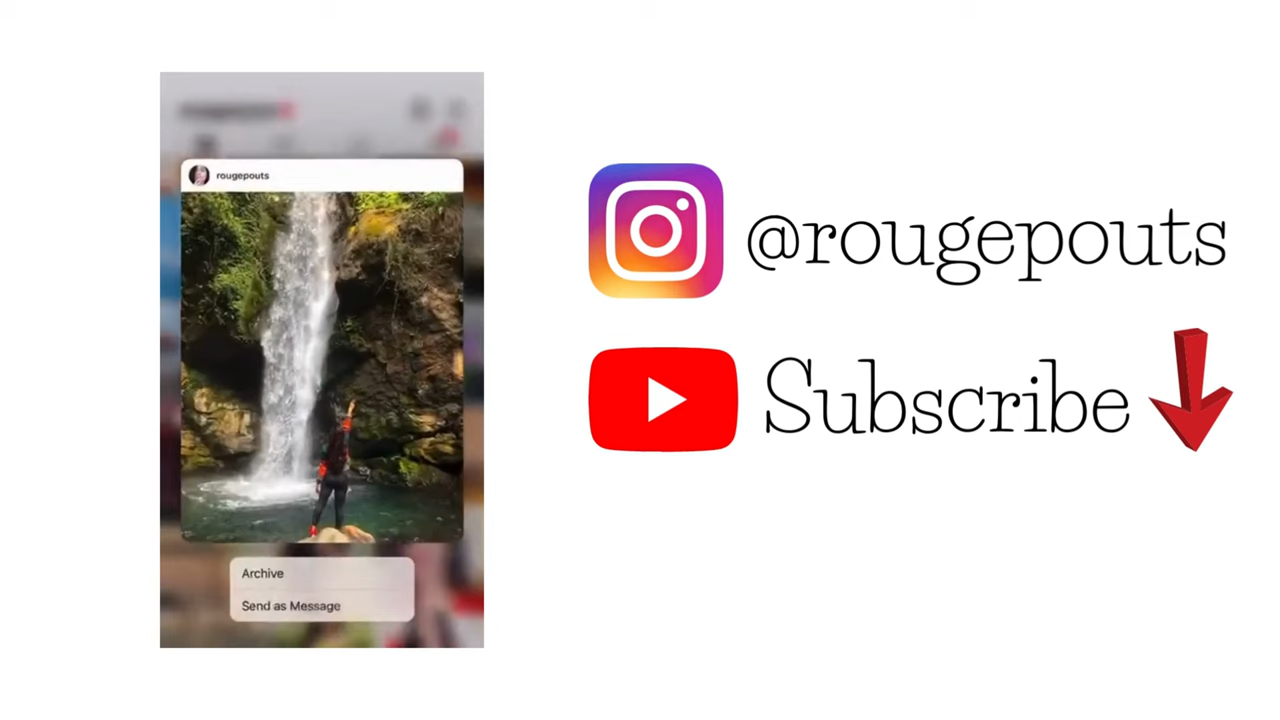 rougepouts
Archive
Send as Message
@rougepouts
Subscribe